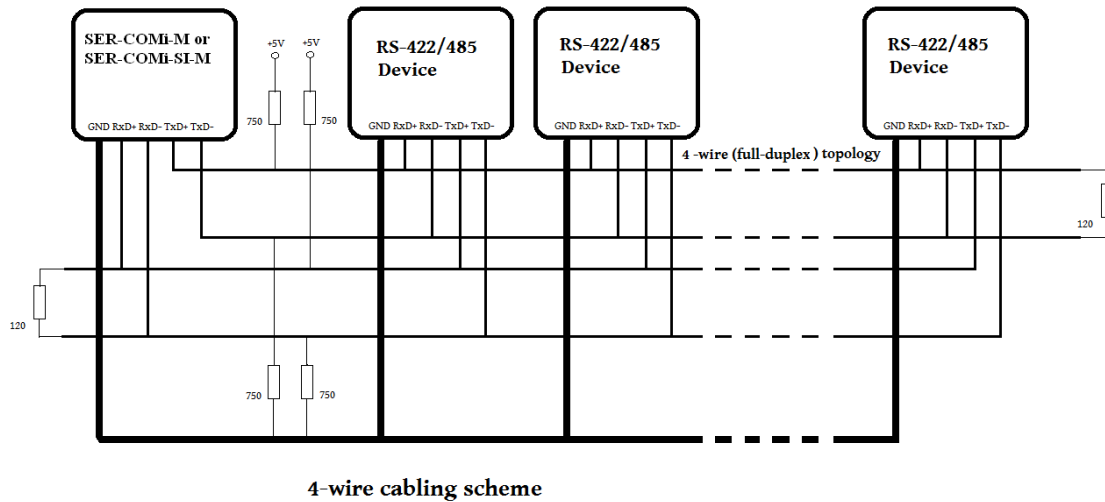 SER-COMi-M or
SER-COMi-SI-M
GND RxD+ RxD- TxD+ TxD-
+5V
+5V
750
750
RS-422/485
Device
GND RxD+ RxD- TxD+ TxD-
RS-422/485
Device
GND RxD+ RxD- TxD+ TxD-
RS-422/485
Device
GND RxD+ RxD- TxD+ TxD-
4 -wire (full-duplex ) topology
120
120
750
750
4-wire cabling scheme